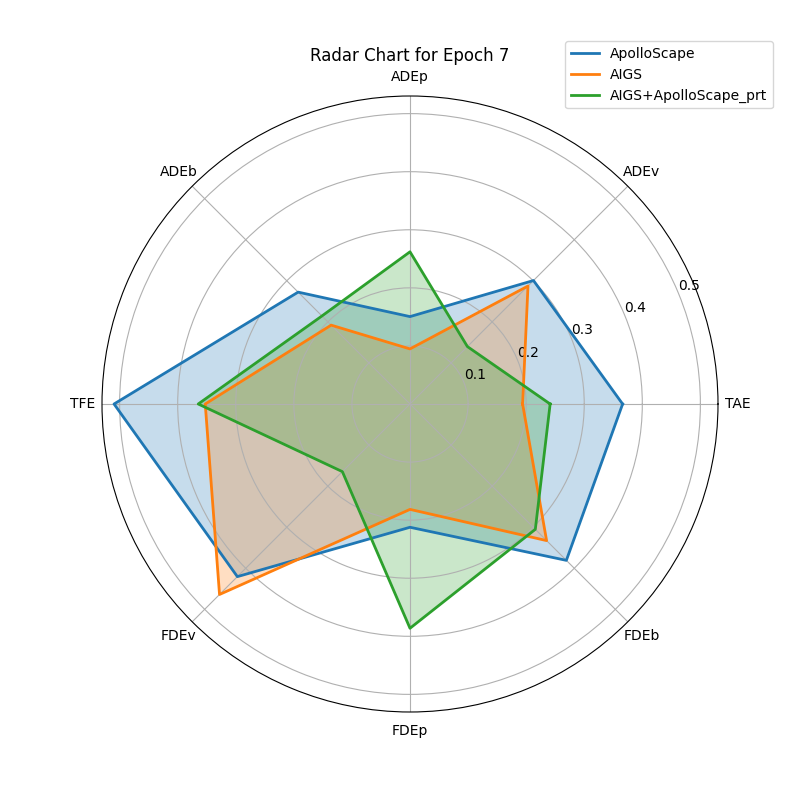 Radar Chart for Epoch 7
ApolloScape
AIGS
AIGS+ApolloScape_prt
ADEp
ADEb
ADEv
0.5
0.4
0.3
0.2
0.1
TFE
TAE
FDEv
FDEb
FDEp